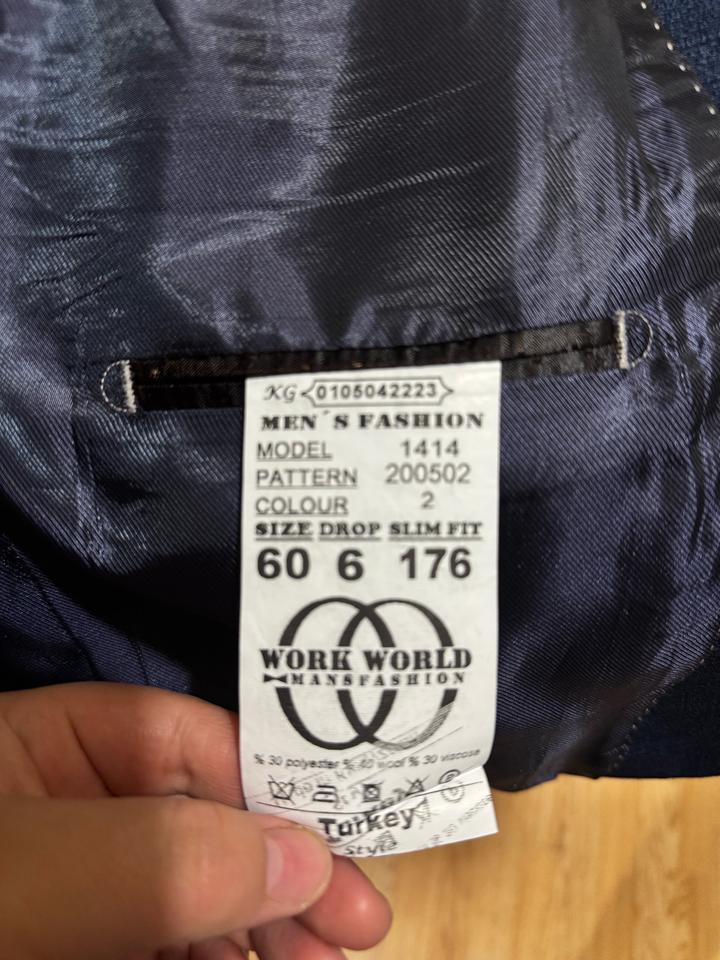 KG 0105042223
MEN´S FASHION
MODEL 1414
PATTERN 200502
COLOUR 2
SIZE DROP SLIM FIT
60 6 176
WORK WORLD
MANSFASHION
% 30 polyester % 40 wool % 30 viscose
Turkey
Style